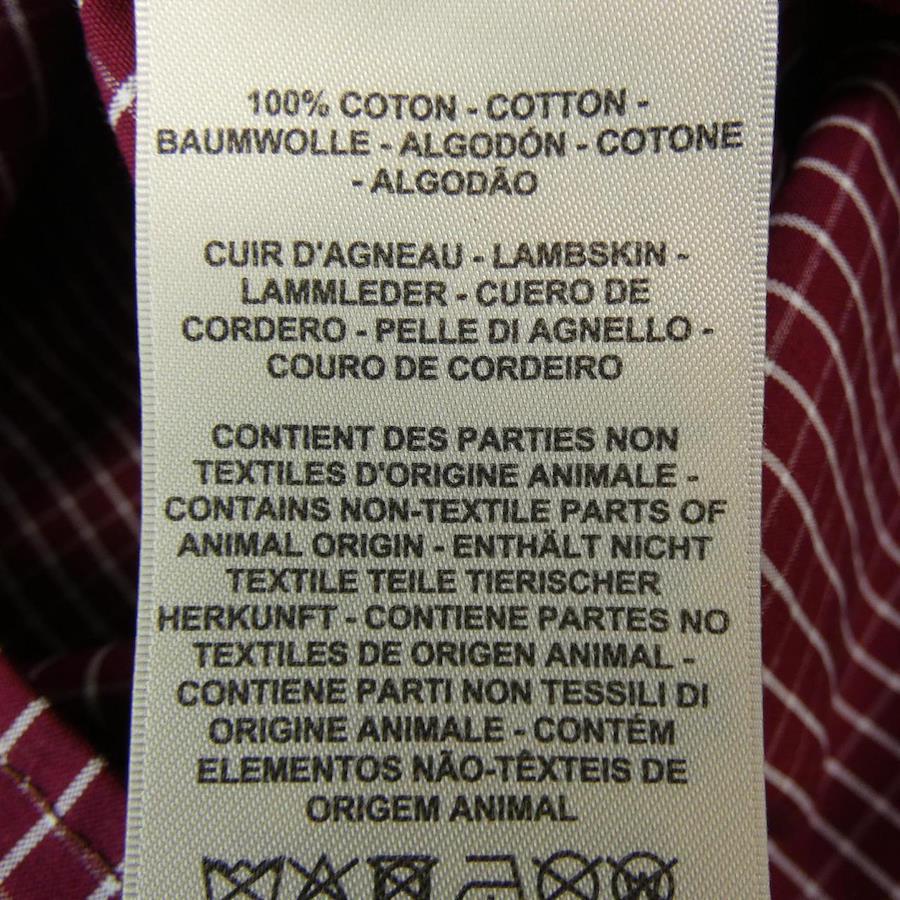 100% COTON - COTTON -
BAUMWOLLE - ALGODÓN - COTONE
- ALGODÃO
CUIR D'AGNEAU - LAMBSKIN -
LAMMLEDER - CUERO DE
CORDERO - PELLE DI AGNELLO -
COURO DE CORDEIRO
CONTIENT DES PARTIES NON
TEXTILES D'ORIGINE ANIMALE -
CONTAINS NON-TEXTILE PARTS OF
ANIMAL ORIGIN - ENTHÄLT NICHT
TEXTILE TEILE TIERISCHER
HERKUNFT - CONTIENE PARTES NO
TEXTILES DE ORIGEN ANIMAL -
CONTIENE PARTI NON TESSILI DI
ORIGINE ANIMALE - CONTÉM
ELEMENTOS NÃO-TÊXTEIS DE
ORIGEM ANIMAL